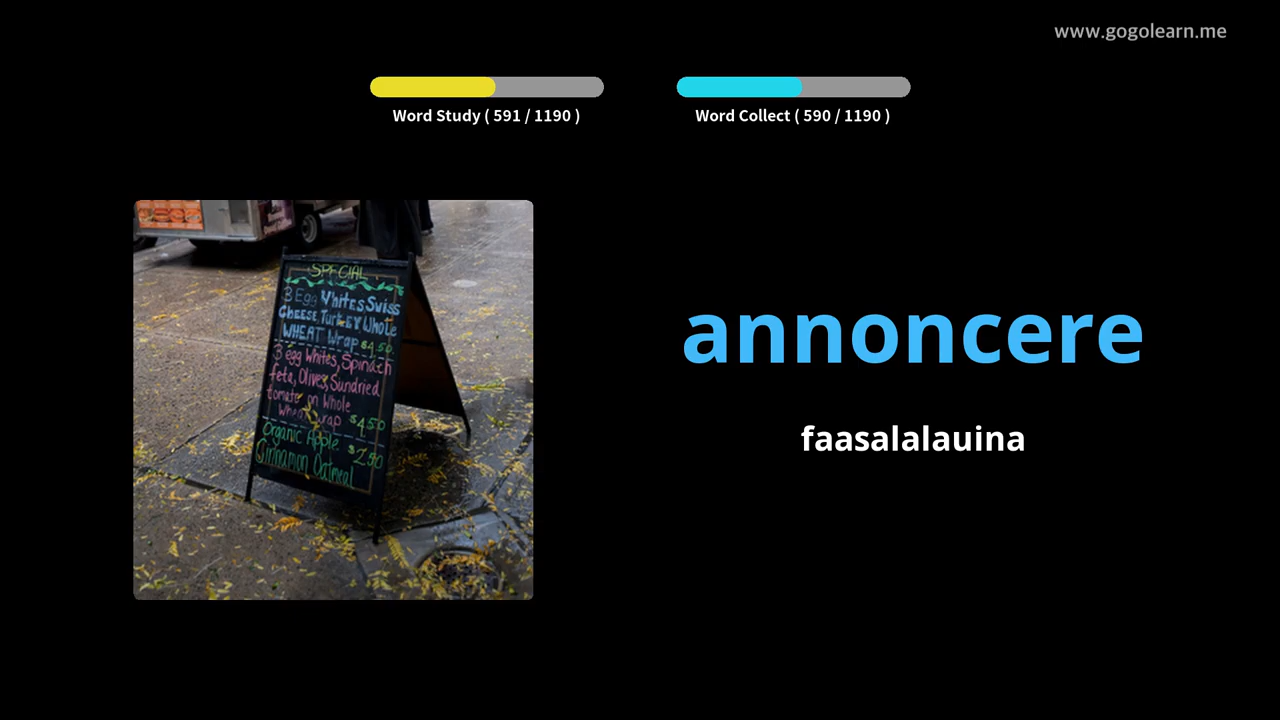 www.gogolearn.me
Word Study ( 591 / 1190 )
Word Collect ( 590 / 1190 )
SPECIAL
3 Egg Whites, Swiss
Cheese, Turkey Whole
WHEAT Wrap $4.50
3 egg Whites, Spinach
feta, Olives, Sundried
tomato on Whole
Wheat wrap $4.50
Organic Apple
Cinnamon Oatmeal $2.50
annoncere
faasalalauina